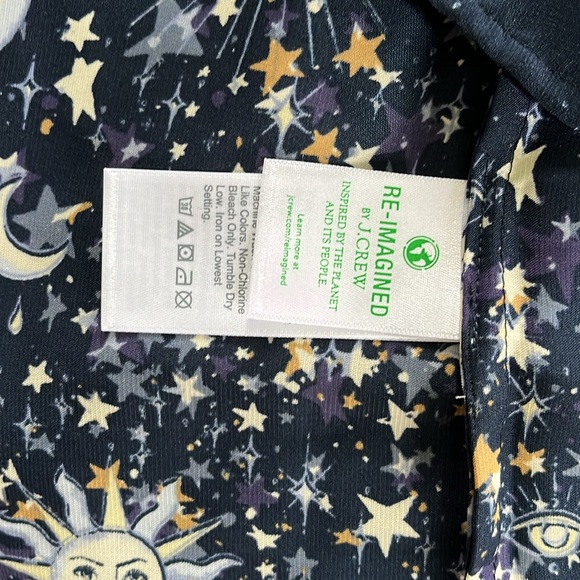 RE-IMAGINED
BY J.CREW
INSPIRED BY THE PLANET
AND ITS PEOPLE.
Learn more at
jcrew.com/reimagined
Machine
Like Colors. Non-Chlorine
Bleach Only. Tumble Dry
Low. Iron on Lowest
Setting.